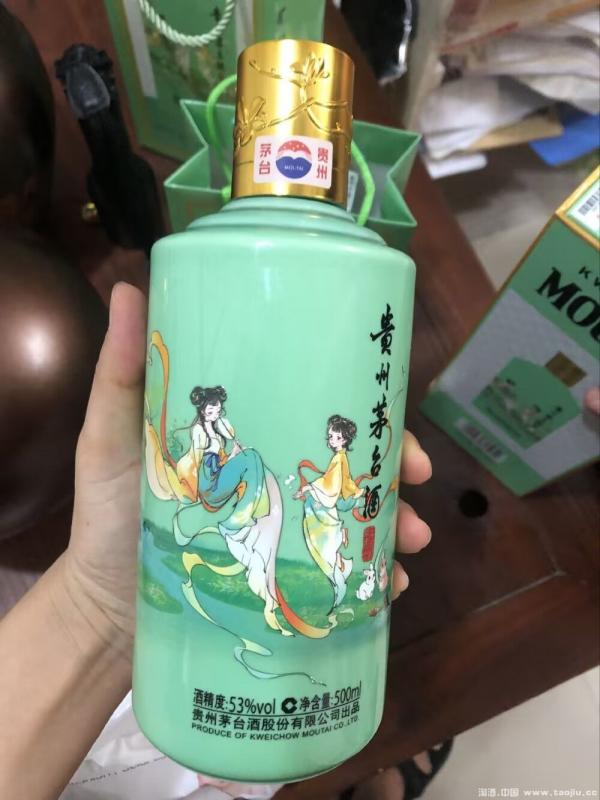 贵州
茅台
MOUTAI
貴州茅台酒
酒精度:53%vol 净含量:500ml
贵州茅台酒股份有限公司出品
PRODUCE OF KWEICHOW MOUTAI CO.,LTD.
KW
MOU
淘酒.中国 www.taojiu.cc